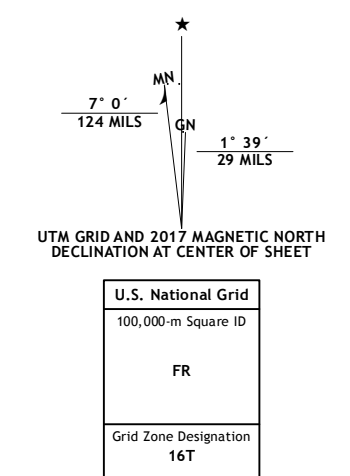 MN
7° 0´
124 MILS
GN
1° 39´
29 MILS
UTM GRID AND 2017 MAGNETIC NORTH
DECLINATION AT CENTER OF SHEET
U.S. National Grid
100,000-m Square ID
FR
Grid Zone Designation
16T